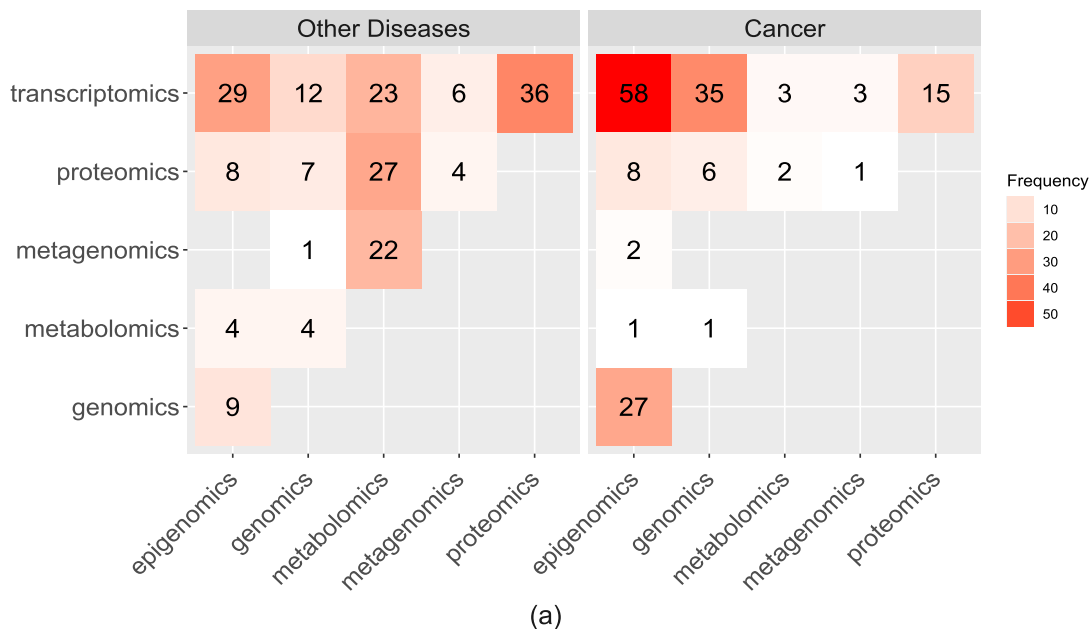 Other Diseases Cancer
transcriptomics 29 12 23 6 36 58 35 3 3 15
proteomics 8 7 27 4 8 6 2 1
metagenomics 1 22 2
metabolomics 4 4 1 1
genomics 9 27
epigenomics genomics metabolomics metagenomics proteomics epigenomics genomics metabolomics metagenomics proteomics
Frequency
10
20
30
40
50
(a)